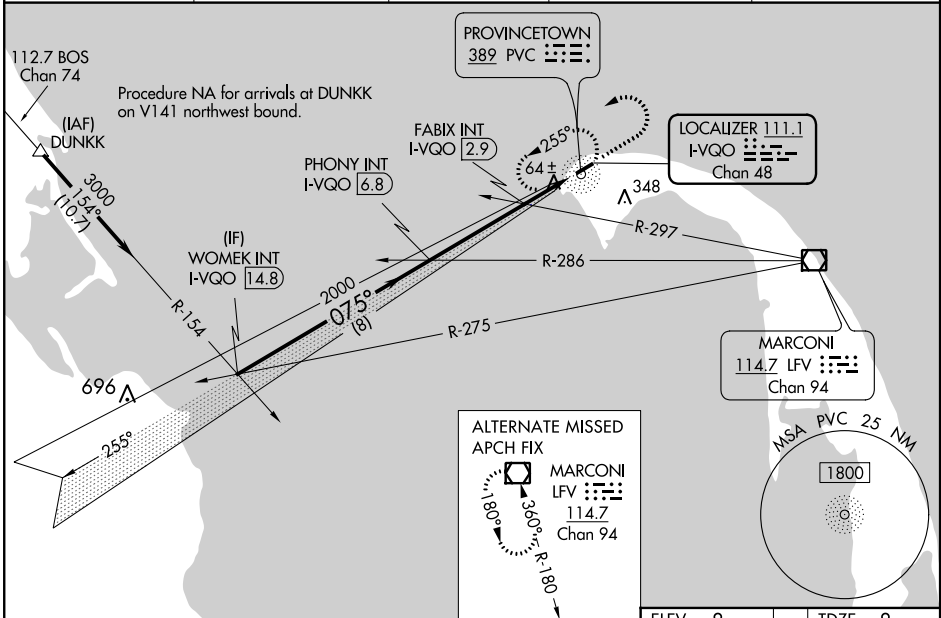 PROVINCETOWN
389 PVC
112.7 BOS
Chan 74
Procedure NA for arrivals at DUNKK
on V141 northwest bound.
(IAF)
DUNKK
FABIX INT
I-VQO 2.9
255°
LOCALIZER 111.1
I-VQO
Chan 48
PHONY INT
I-VQO 6.8
64 ±
348
3000
154°
(10.7)
R-297
(IF)
WOMEK INT
I-VQO 14.8
R-286
2000
075°
(8)
R-154
R-275
MARCONI
114.7 LFV
Chan 94
696
255°
ALTERNATE MISSED
APCH FIX
MARCONI
LFV
114.7
Chan 94
180°
360°
R-180
MSA PVC 25 NM
1800
ELEV 9
TDZE 9